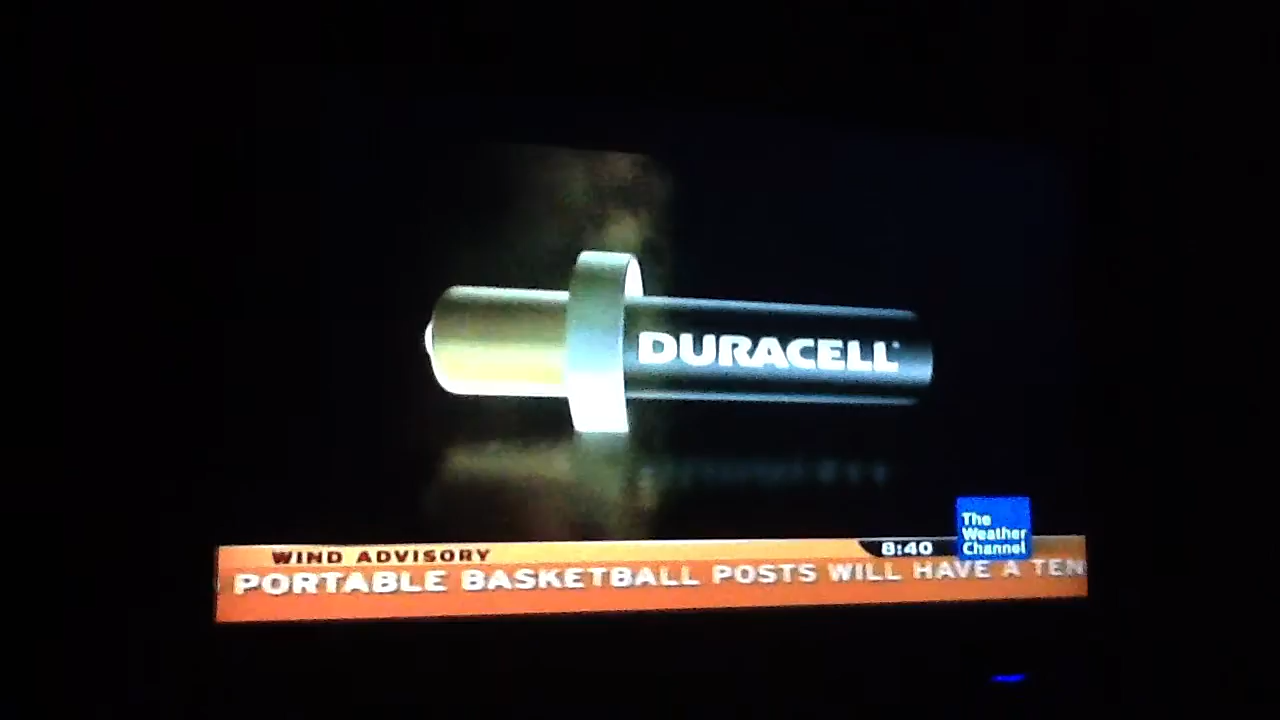 DURACELL
The
Weather
Channel
WIND ADVISORY
8:40
PORTABLE BASKETBALL POSTS WILL HAVE A TEN